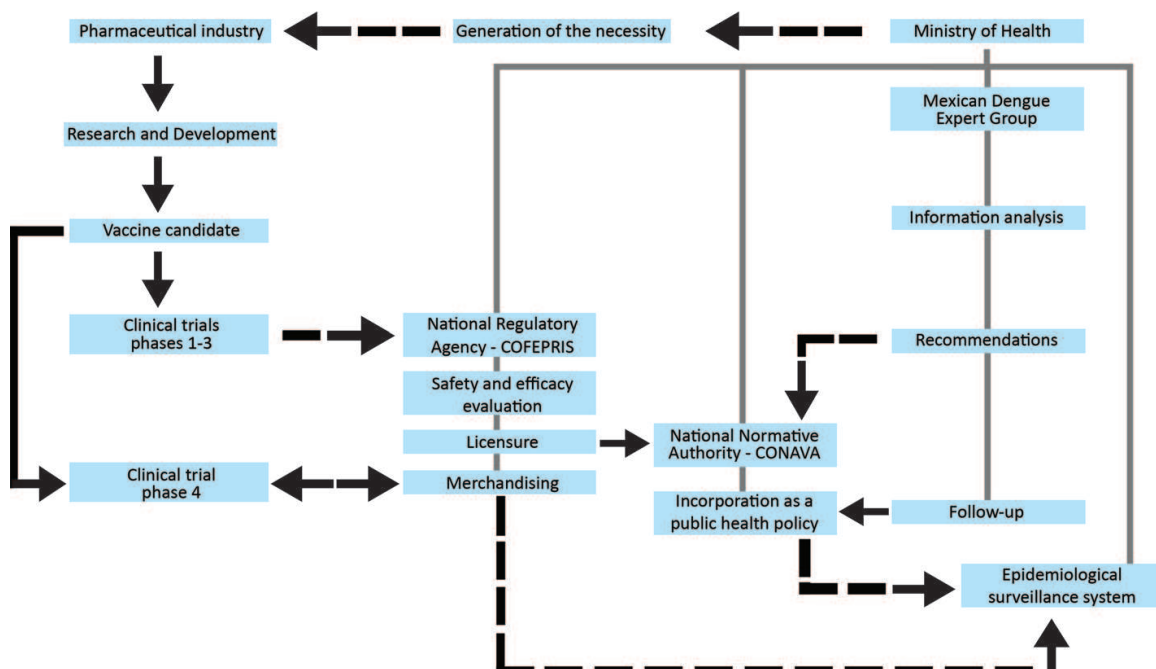 Pharmaceutical industry
Generation of the necessity
Ministry of Health
Mexican Dengue
Expert Group
Research and Development
Vaccine candidate
Information analysis
Clinical trials
phases 1-3
National Regulatory
Agency - COFEPRIS
Recommendations
Safety and efficacy
evaluation
Licensure
National Normative
Authority - CONAVA
Clinical trial
phase 4
Merchandising
Incorporation as a
public health policy
Follow-up
Epidemiological
surveillance system